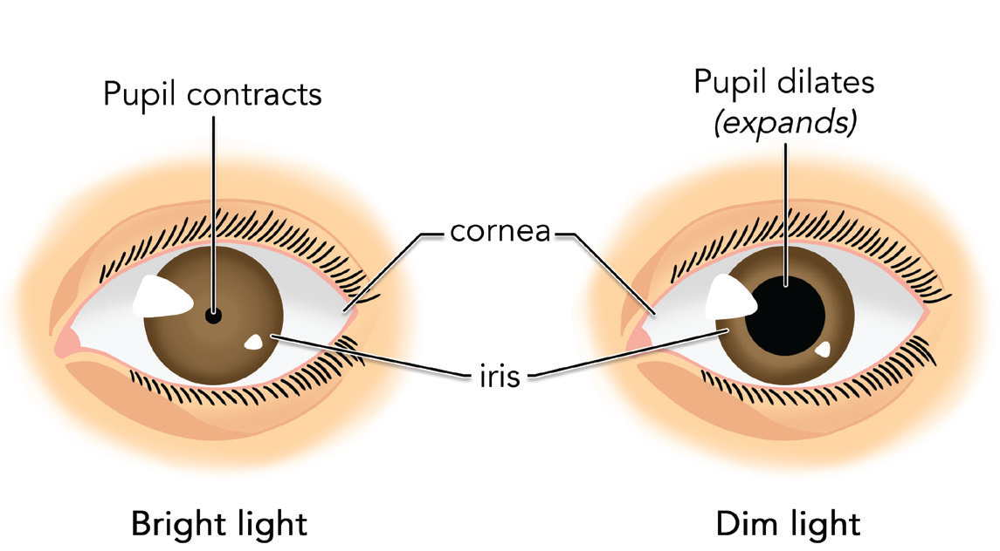 Pupil contracts
Pupil dilates
(expands)
cornea
iris
Bright light
Dim light